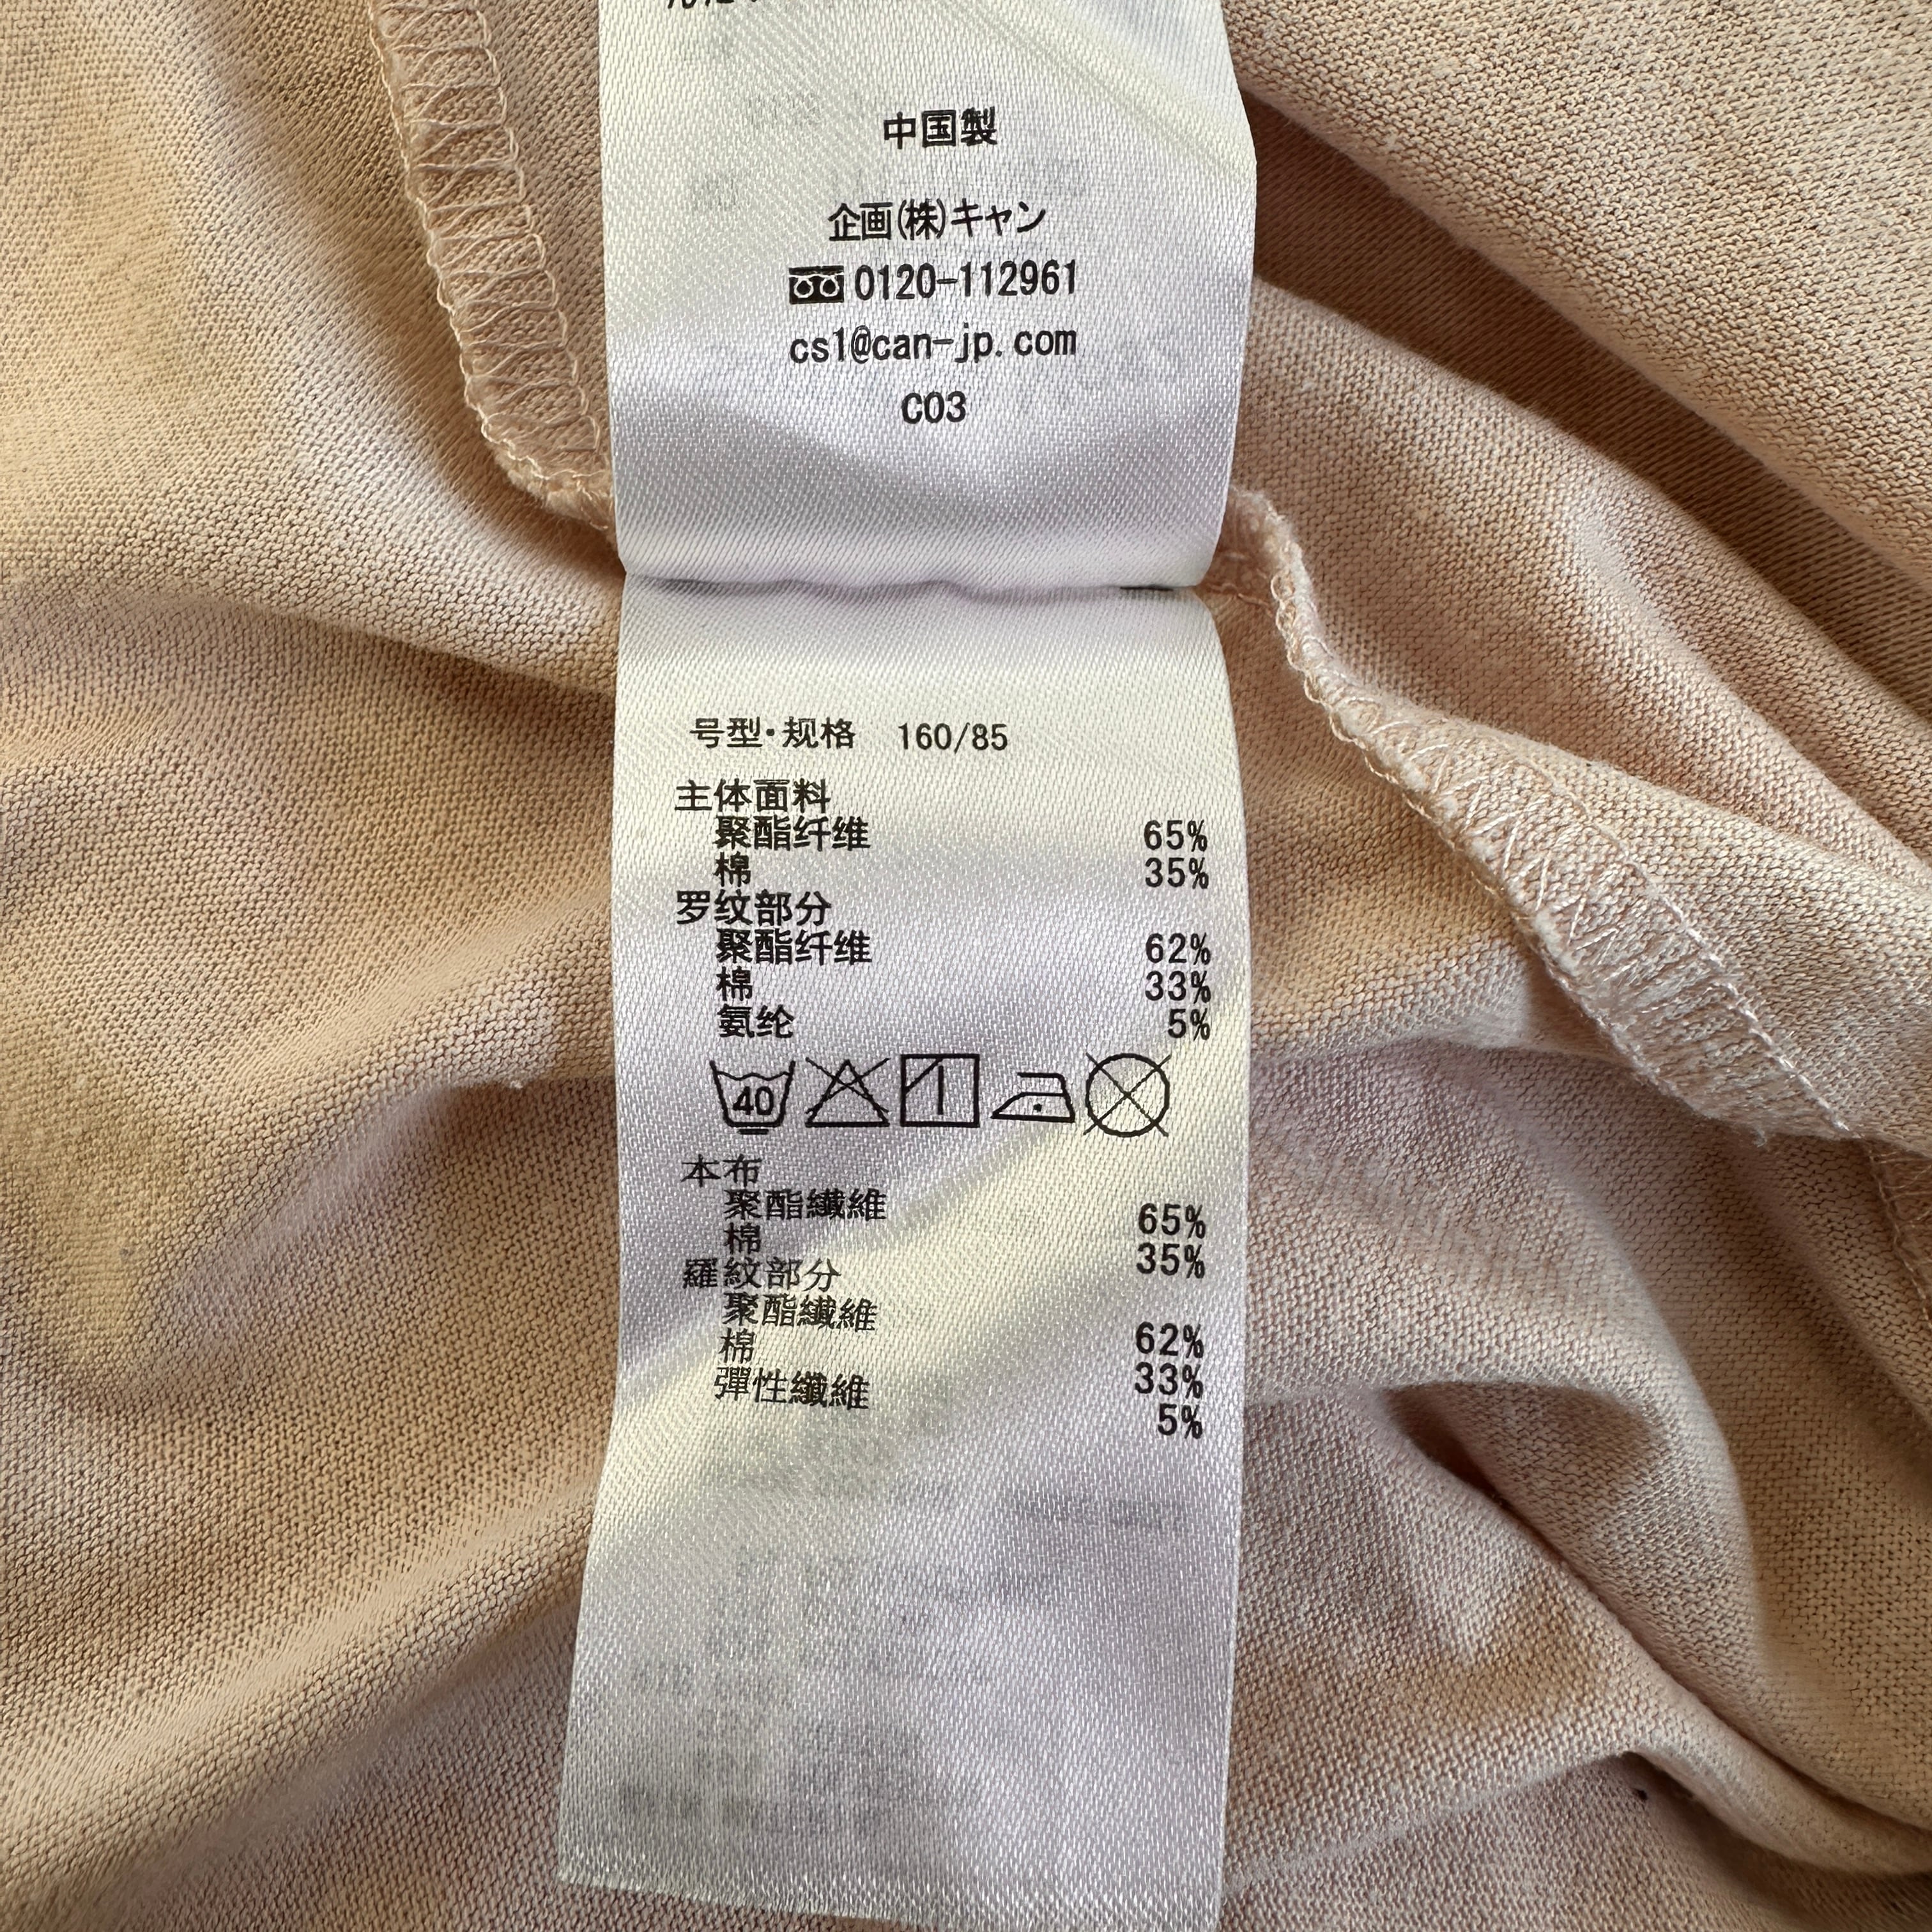 中国製
企画(株)キャン
0120-112961
cs1@can-jp.com
C03
号型・规格 160/85
主体面料
聚酯纤维 65%
棉 35%
罗纹部分
聚酯纤维 62%
棉 33%
氨纶 5%
40
本布
聚酯纖維 65%
棉 35%
羅紋部分
聚酯纖維 62%
棉 33%
彈性纖維 5%